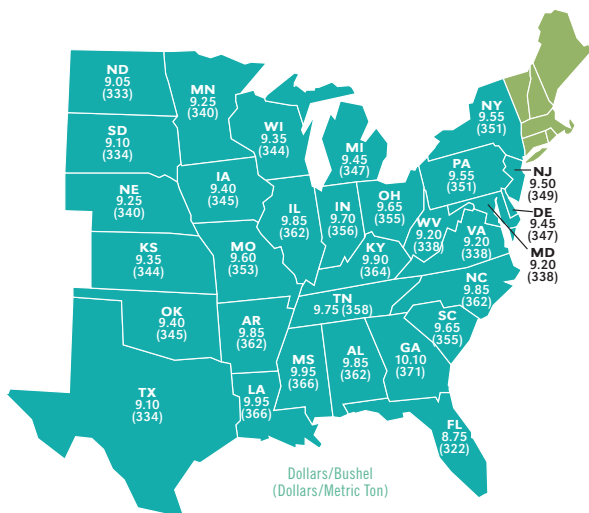 ND
9.05
(333)
MN
9.25
(340)
SD
9.10
(334)
WI
9.35
(344)
MI
9.45
(347)
NY
9.55
(351)
PA
9.55
(351)
NJ
9.50
(349)
DE
9.45
(347)
MD
9.20
(338)
NE
9.25
(340)
IA
9.40
(345)
IL
9.85
(362)
IN
9.70
(356)
OH
9.65
(355)
WV
9.20
(338)
VA
9.20
(338)
KS
9.35
(344)
MO
9.60
(353)
KY
9.90
(364)
NC
9.85
(362)
TN
9.75 (358)
SC
9.65
(355)
OK
9.40
(345)
AR
9.85
(362)
MS
9.95
(366)
AL
9.85
(362)
GA
10.10
(371)
TX
9.10
(334)
LA
9.95
(366)
FL
8.75
(322)
Dollars/Bushel
(Dollars/Metric Ton)